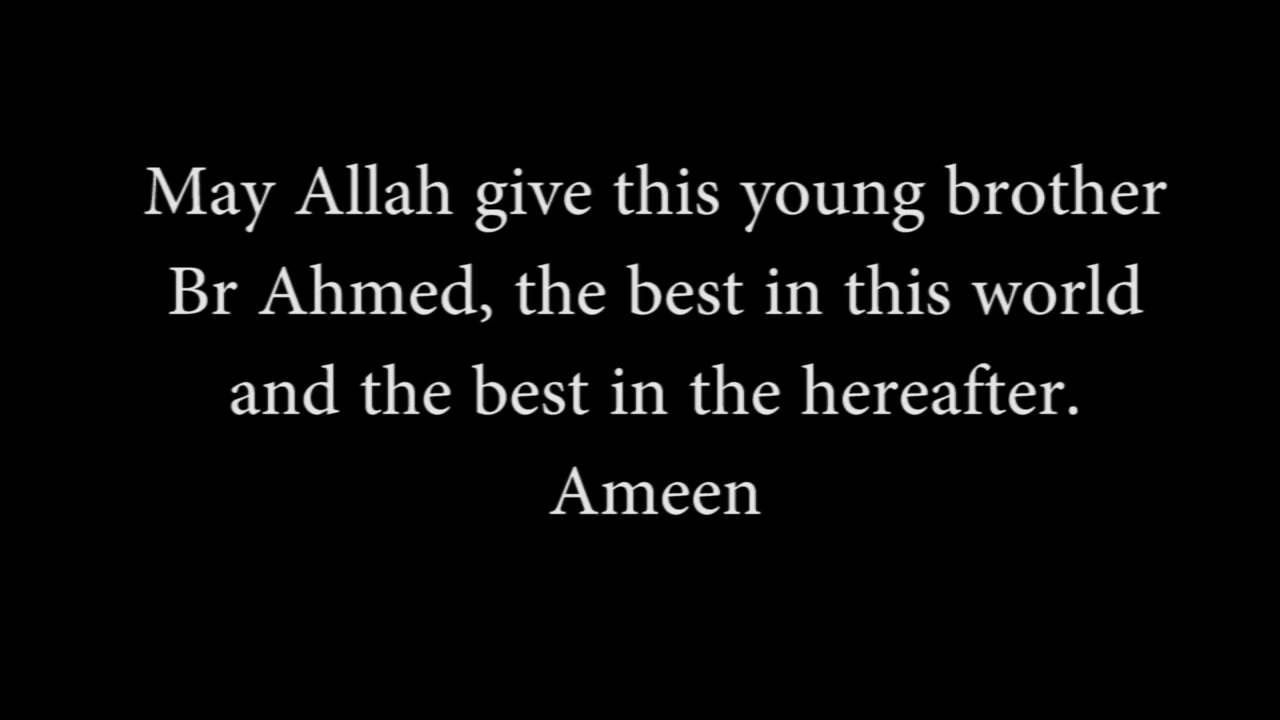 May Allah give this young brother
Br Ahmed, the best in this world
and the best in the hereafter.
Ameen